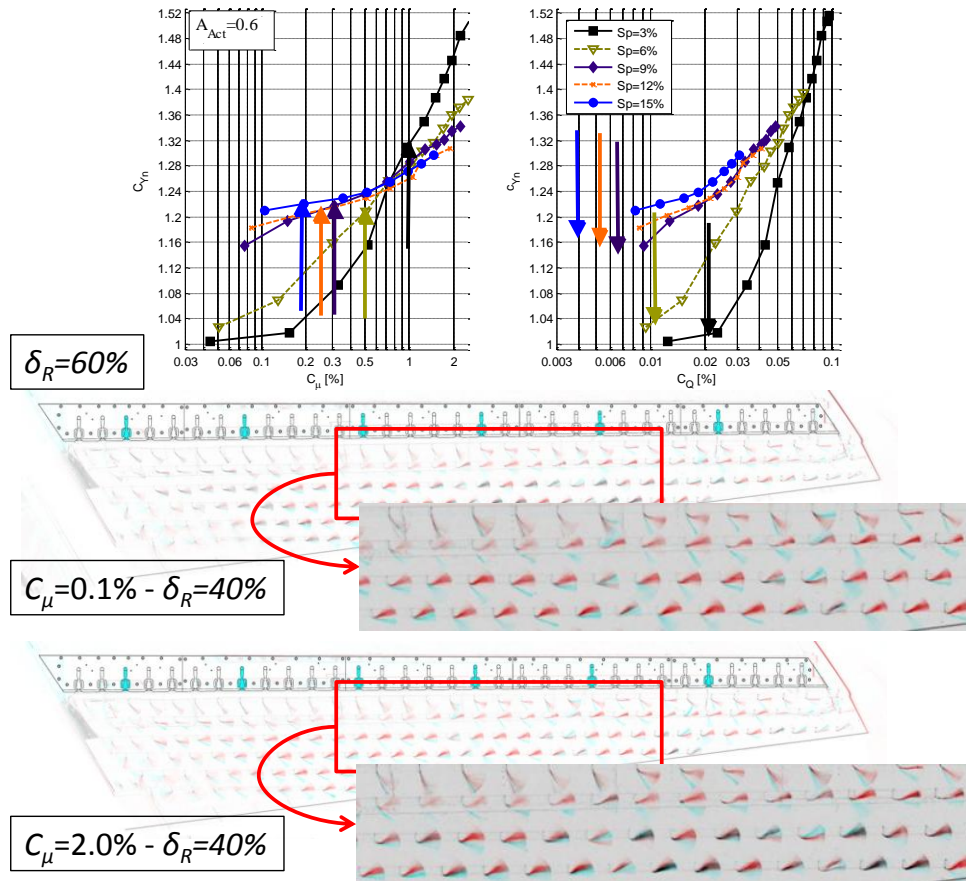 A_Act=0.6
1.52
1.48
1.44
1.4
1.36
1.32
1.28
1.24
1.2
1.16
1.12
1.08
1.04
1
c_Yn
0.03 0.06 0.1 0.2 0.3 0.5 1 2
C_μ [%]
Sp=3%
Sp=6%
Sp=9%
Sp=12%
Sp=15%
1.52
1.48
1.44
1.4
1.36
1.32
1.28
1.24
1.2
1.16
1.12
1.08
1.04
1
c_Yn
0.003 0.005 0.01 0.02 0.03 0.05 0.1
C_Q [%]
δ_R=60%
C_μ=0.1% - δ_R=40%
C_μ=2.0% - δ_R=40%